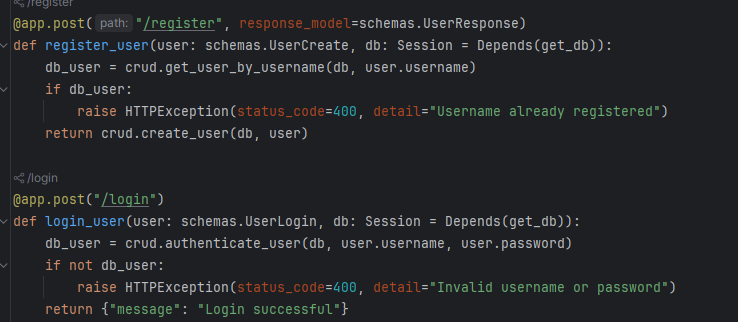 /register
@app.post( path: "/register", response_model=schemas.UserResponse)
def register_user(user: schemas.UserCreate, db: Session = Depends(get_db)):
    db_user = crud.get_user_by_username(db, user.username)
    if db_user:
        raise HTTPException(status_code=400, detail="Username already registered")
    return crud.create_user(db, user)
/login
@app.post("/login")
def login_user(user: schemas.UserLogin, db: Session = Depends(get_db)):
    db_user = crud.authenticate_user(db, user.username, user.password)
    if not db_user:
        raise HTTPException(status_code=400, detail="Invalid username or password")
    return {"message": "Login successful"}